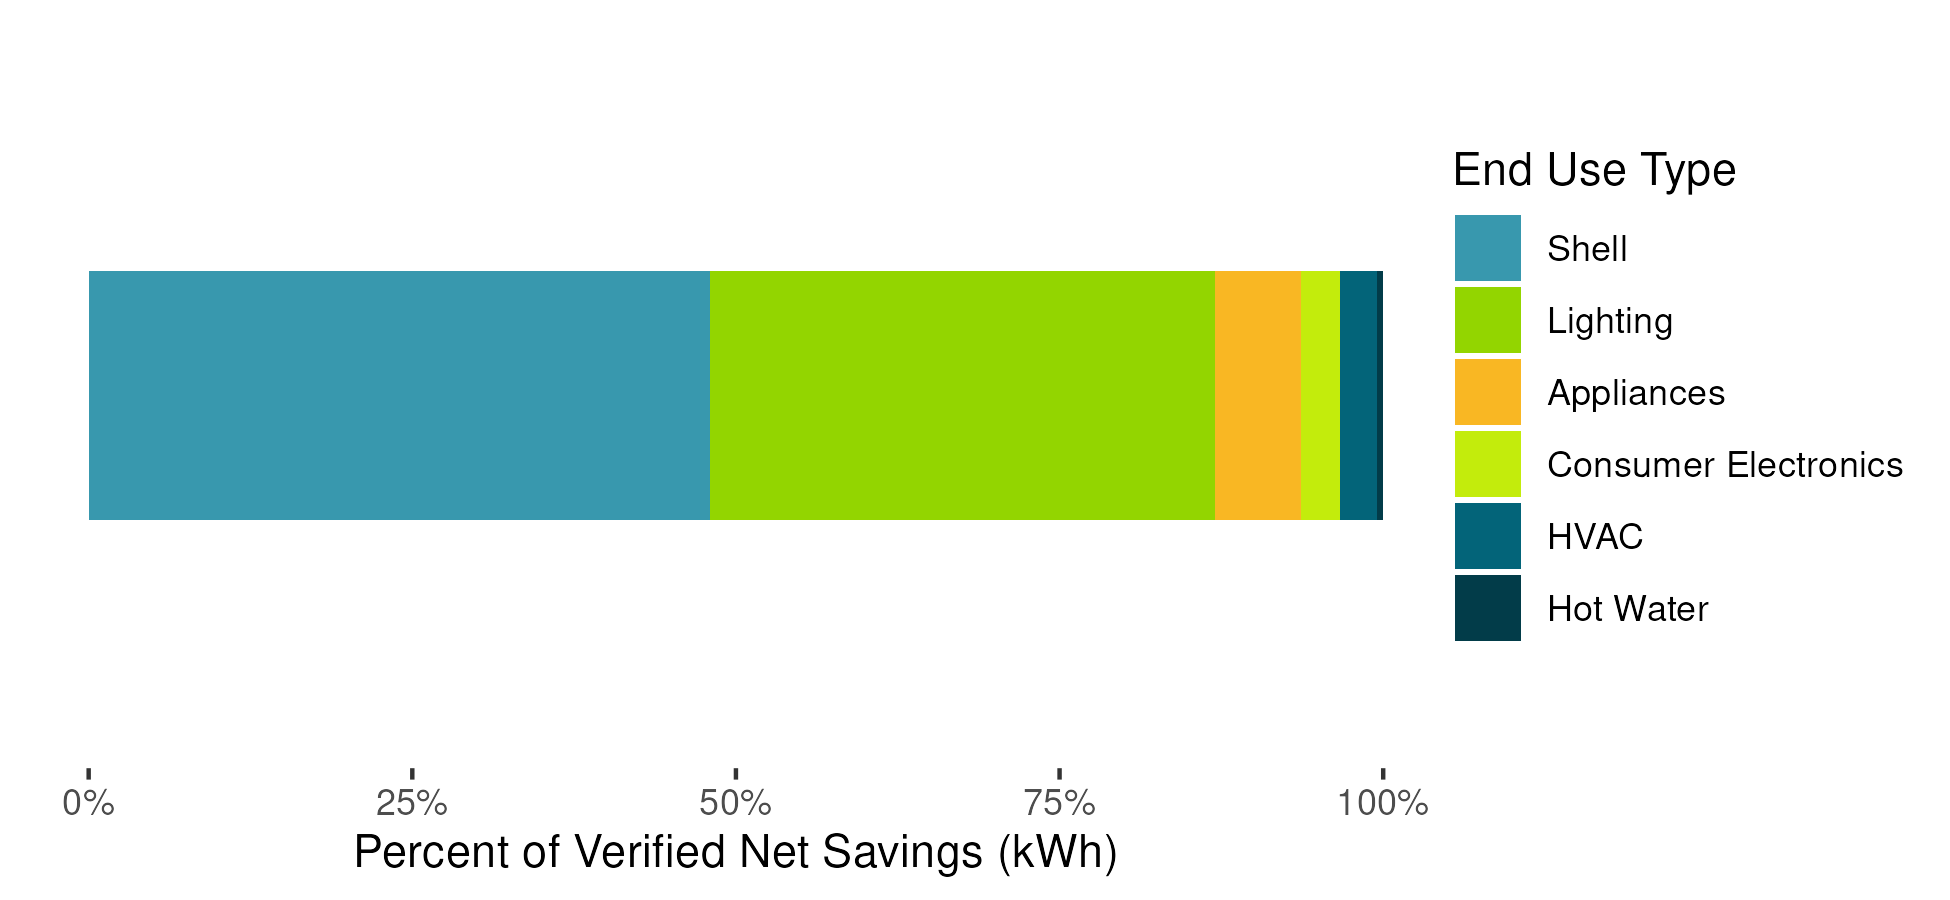 End Use Type
Shell
Lighting
Appliances
Consumer Electronics
HVAC
Hot Water
0% 25% 50% 75% 100%
Percent of Verified Net Savings (kWh)